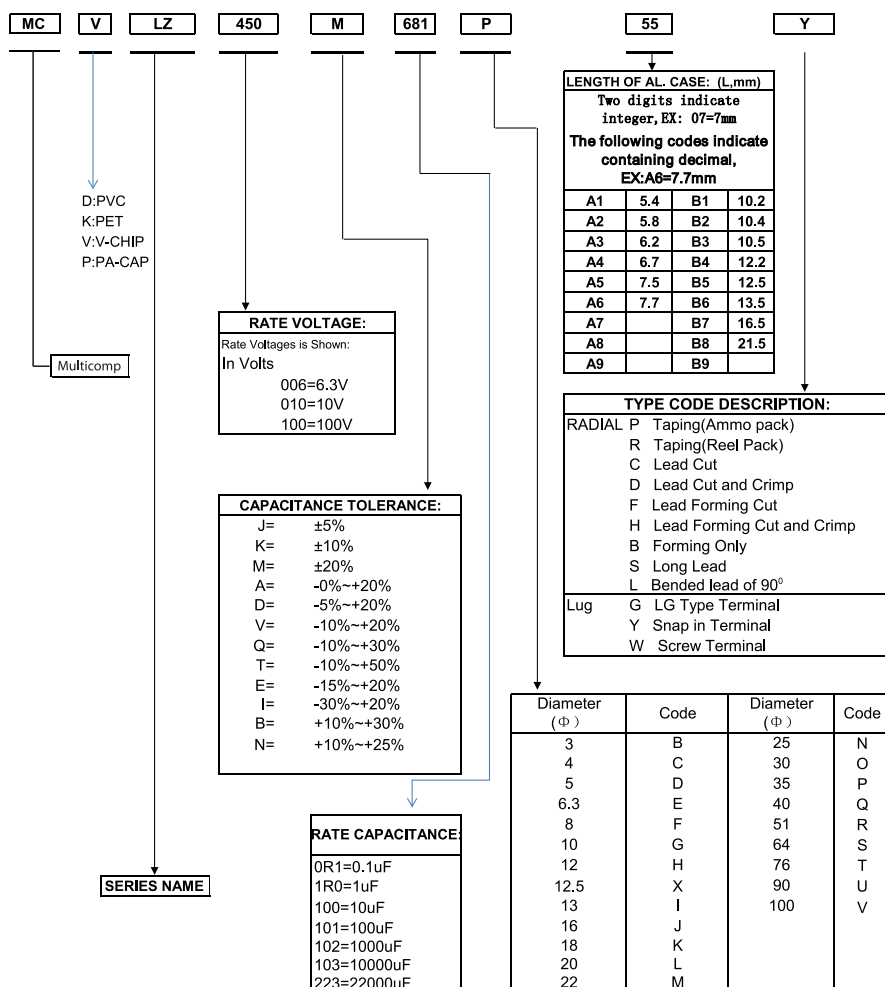 MC V LZ 450 M 681 P 55 Y
D:PVC
K:PET
V:V-CHIP
P:PA-CAP
Multicomp
SERIES NAME
RATE VOLTAGE:
Rate Voltages is Shown:
In Volts
006=6.3V
010=10V
100=100V
CAPACITANCE TOLERANCE:
J= ±5%
K= ±10%
M= ±20%
A= -0%~+20%
D= -5%~+20%
V= -10%~+20%
Q= -10%~+30%
T= -10%~+50%
E= -15%~+20%
I= -30%~+20%
B= +10%~+30%
N= +10%~+25%
RATE CAPACITANCE:
0R1=0.1uF
1R0=1uF
100=10uF
101=100uF
102=1000uF
103=10000uF
223=22000uF
LENGTH OF AL. CASE: (L,mm)
Two digits indicate
integer,EX: 07=7mm
The following codes indicate
containing decimal,
EX:A6=7.7mm
A1 5.4 B1 10.2
A2 5.8 B2 10.4
A3 6.2 B3 10.5
A4 6.7 B4 12.2
A5 7.5 B5 12.5
A6 7.7 B6 13.5
A7 B7 16.5
A8 B8 21.5
A9 B9
TYPE CODE DESCRIPTION:
RADIAL P Taping(Ammo pack)
R Taping(Reel Pack)
C Lead Cut
D Lead Cut and Crimp
F Lead Forming Cut
H Lead Forming Cut and Crimp
B Forming Only
S Long Lead
L Bended lead of 90⁰
Lug G LG Type Terminal
Y Snap in Terminal
W Screw Terminal
Diameter (Φ) Code Diameter (Φ) Code
3 B 25 N
4 C 30 O
5 D 35 P
6.3 E 40 Q
8 F 51 R
10 G 64 S
12 H 76 T
12.5 X 90 U
13 I 100 V
16 J
18 K
20 L
22 M